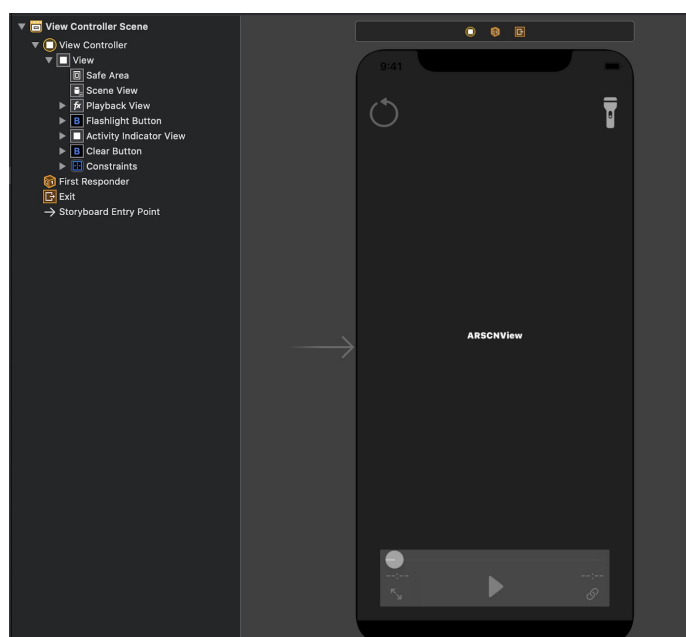 View Controller Scene
View Controller
View
Safe Area
Scene View
fx Playback View
B Flashlight Button
Activity Indicator View
B Clear Button
Constraints
First Responder
Exit
Storyboard Entry Point
9:41
ARSCNView
--:-- --:--